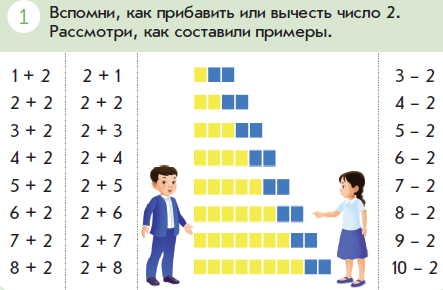 1 Вспомни, как прибавить или вычесть число 2.
Рассмотри, как составили примеры.
1 + 2 2 + 1 3 – 2
2 + 2 2 + 2 4 – 2
3 + 2 2 + 3 5 – 2
4 + 2 2 + 4 6 – 2
5 + 2 2 + 5 7 – 2
6 + 2 2 + 6 8 – 2
7 + 2 2 + 7 9 – 2
8 + 2 2 + 8 10 – 2